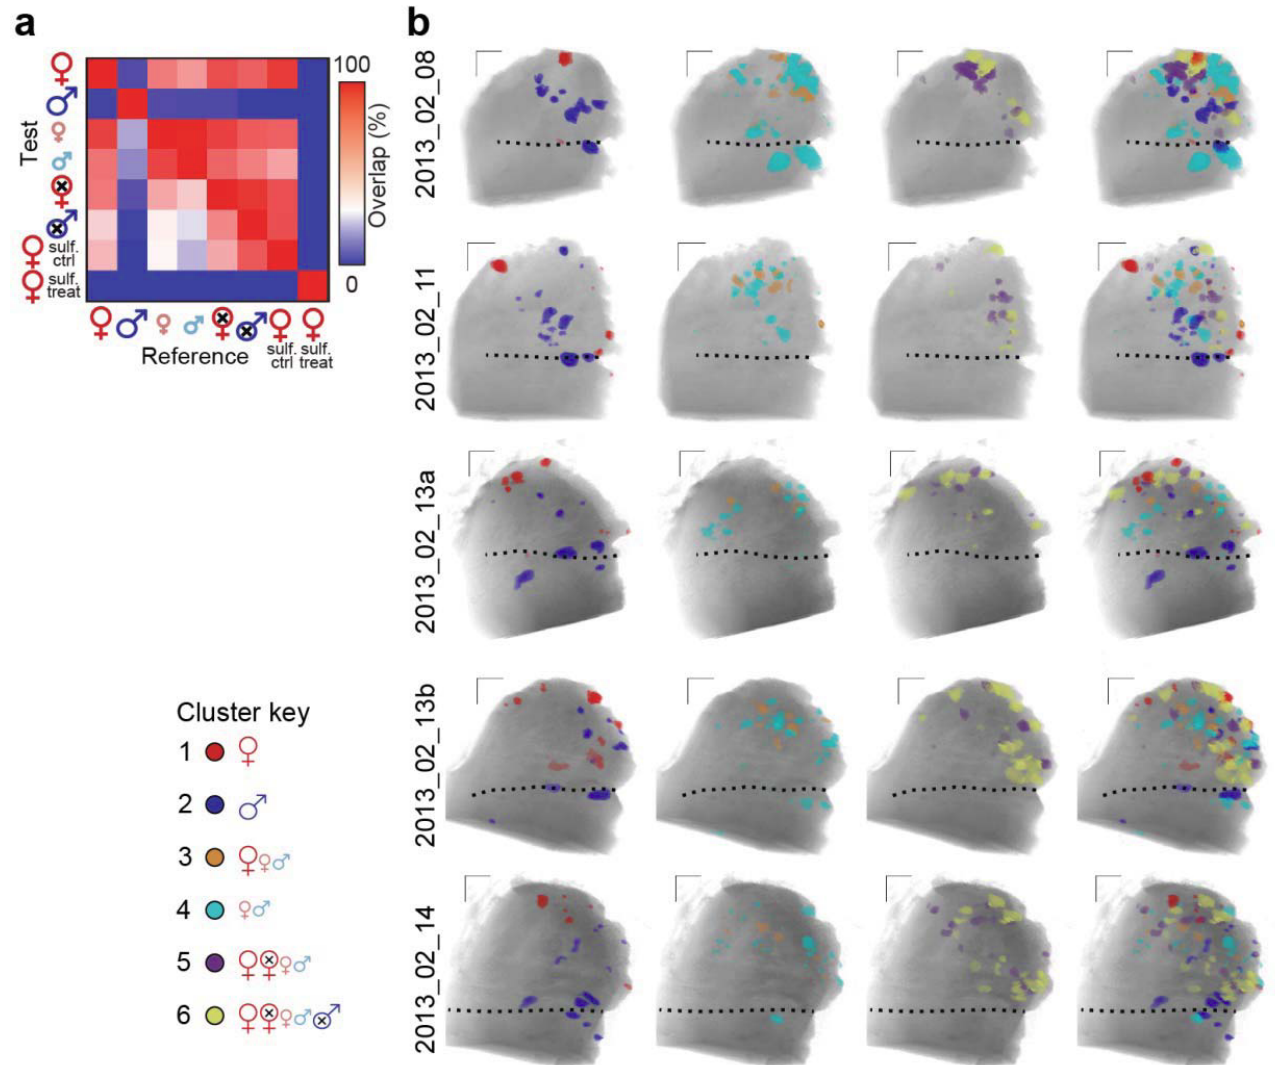 a
b
Test
♀
♂
♀
♂
♀
♂
♀ sulf. ctrl
♀ sulf. treat
100
Overlap (%)
0
♀ ♂ ♀ ♂ ♀ ♂ ♀ ♀
Reference
sulf. ctrl
sulf. treat
2013_02_08
2013_02_11
2013_02_13a
2013_02_13b
2013_02_14
Cluster key
1 ♀
2 ♂
3 ♀♀♂
4 ♀♂
5 ♀♀♀♂
6 ♀♀♀♂♂